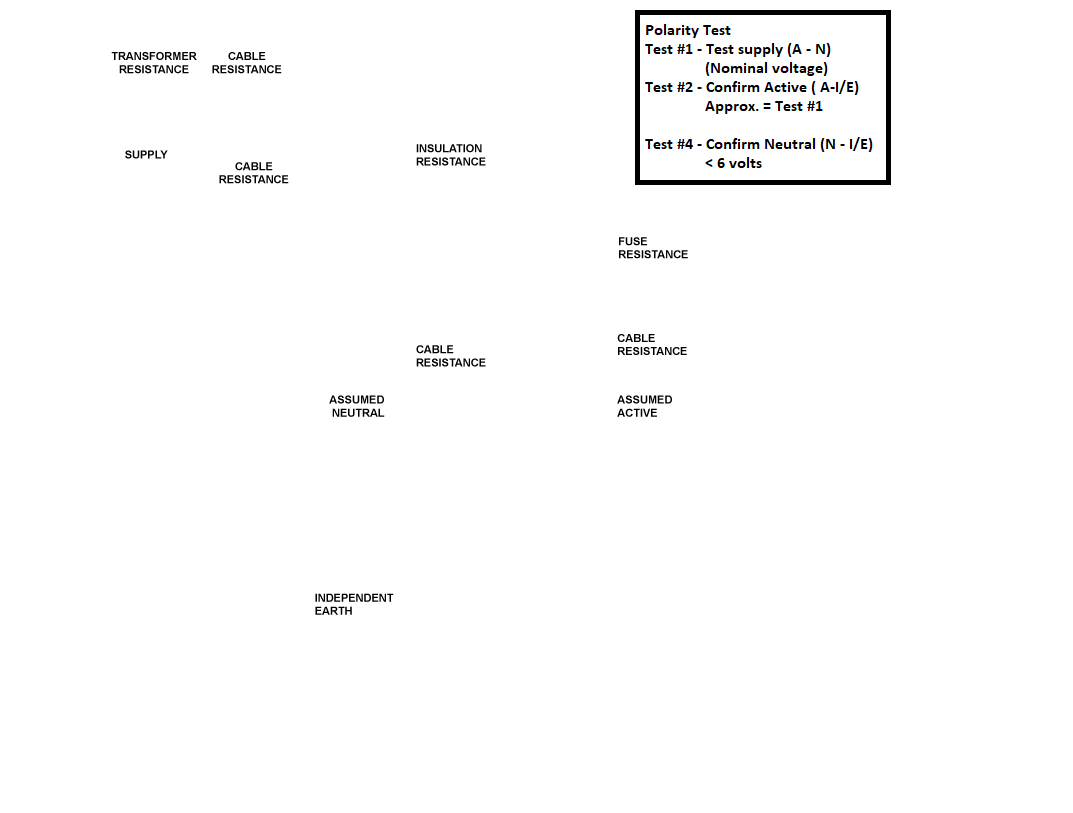 Polarity Test
Test #1 - Test supply (A - N)
(Nominal voltage)
Test #2 - Confirm Active ( A-I/E)
Approx. = Test #1
Test #4 - Confirm Neutral (N - I/E)
< 6 volts
TRANSFORMER
RESISTANCE
CABLE
RESISTANCE
SUPPLY
CABLE
RESISTANCE
INSULATION
RESISTANCE
FUSE
RESISTANCE
CABLE
RESISTANCE
CABLE
RESISTANCE
ASSUMED
NEUTRAL
ASSUMED
ACTIVE
INDEPENDENT
EARTH